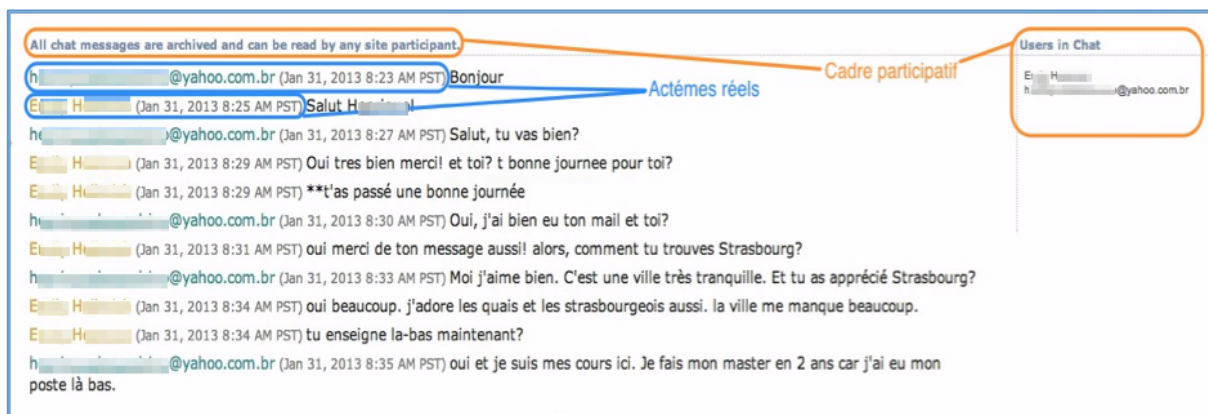 All chat messages are archived and can be read by any site participant.
Users in Chat
Cadre participatif
h @yahoo.com.br (Jan 31, 2013 8:23 AM PST) Bonjour
Actémes réels
E H (Jan 31, 2013 8:25 AM PST) Salut
he @yahoo.com.br (Jan 31, 2013 8:27 AM PST) Salut, tu vas bien?
E H (Jan 31, 2013 8:29 AM PST) Oui tres bien merci! et toi? t bonne journee pour toi?
E H (Jan 31, 2013 8:29 AM PST) **t'as passé une bonne journée
h @yahoo.com.br (Jan 31, 2013 8:30 AM PST) Oui, j'ai bien eu ton mail et toi?
E H (Jan 31, 2013 8:31 AM PST) oui merci de ton message aussi! alors, comment tu trouves Strasbourg?
h @yahoo.com.br (Jan 31, 2013 8:33 AM PST) Moi j'aime bien. C'est une ville très tranquille. Et tu as apprécié Strasbourg?
E H (Jan 31, 2013 8:34 AM PST) oui beaucoup. j'adore les quais et les strasbourgeois aussi. la ville me manque beaucoup.
E H (Jan 31, 2013 8:34 AM PST) tu enseigne la-bas maintenant?
h @yahoo.com.br (Jan 31, 2013 8:35 AM PST) oui et je suis mes cours ici. Je fais mon master en 2 ans car j'ai eu mon
poste là bas.
E H
h @yahoo.com.br